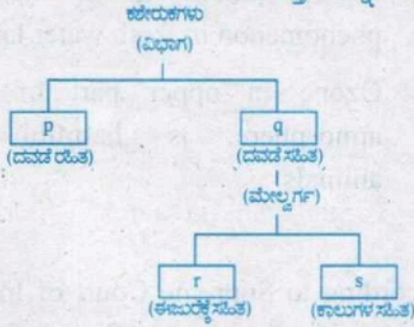 ಕಶೇರುಕಗಳು
(ವಿಭಾಗ)
p q
(ದವಡೆ ರಹಿತ) (ದವಡೆ ಸಹಿತ)
(ಮೇಲ್ವರ್ಗ)
r s
(ಈಜುರೆಕ್ಕೆ ಸಹಿತ) (ಕಾಲುಗಳ ಸಹಿತ)